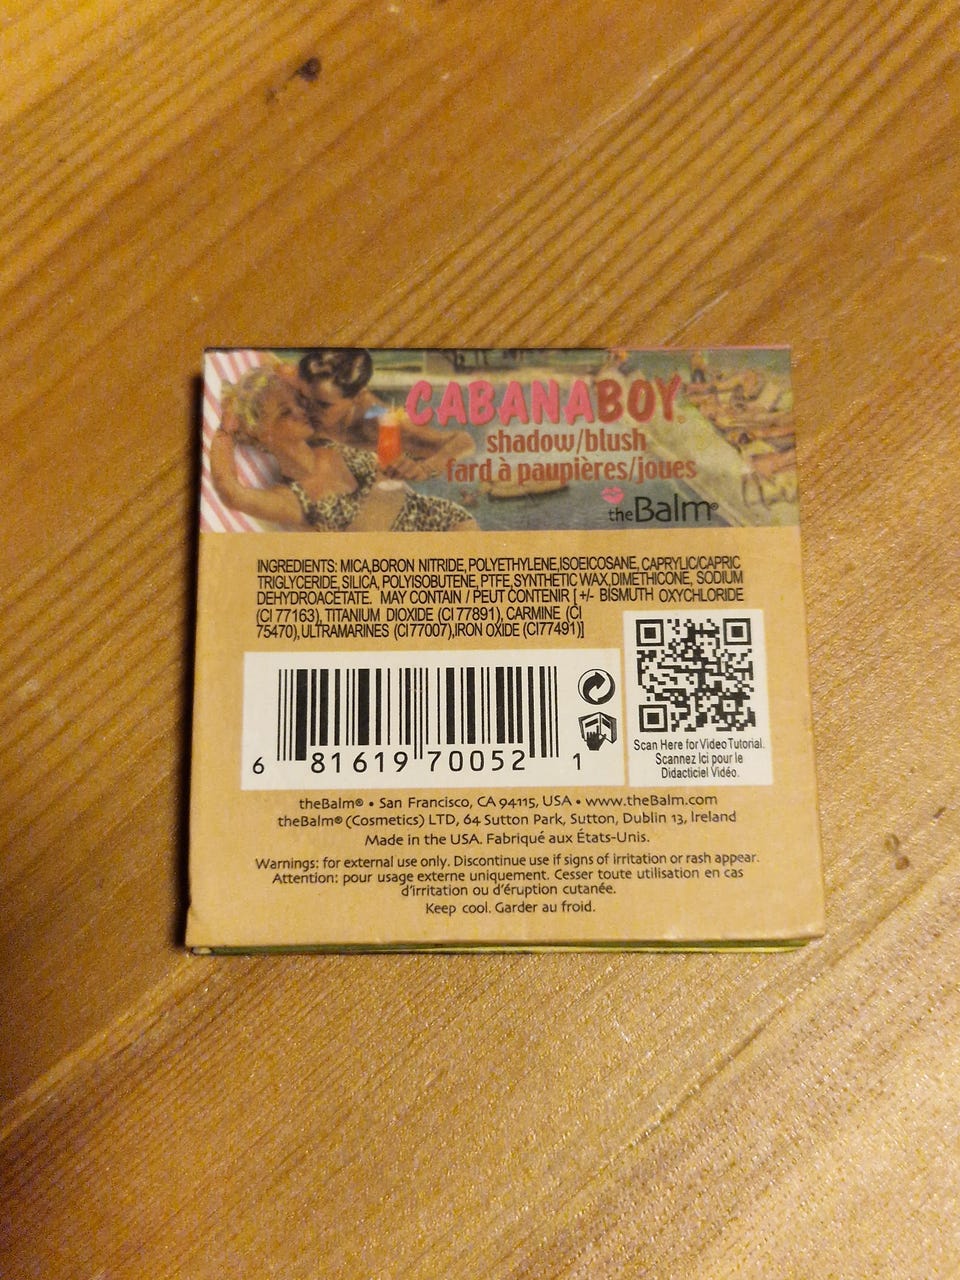 CABANABOY®
shadow/blush
fard à paupières/joues
theBalm®
INGREDIENTS: MICA,BORON NITRIDE, POLYETHYLENE,ISOEICOSANE, CAPRYLIC/CAPRIC
TRIGLYCERIDE, SILICA, POLYISOBUTENE, PTFE, SYNTHETIC WAX, DIMETHICONE, SODIUM
DEHYDROACETATE. MAY CONTAIN / PEUT CONTENIR [ +/- BISMUTH OXYCHLORIDE
(CI 77163), TITANIUM DIOXIDE (CI 77891), CARMINE (CI
75470), ULTRAMARINES (CI77007),IRON OXIDE (CI77491)]
6 81619 70052 1
Scan Here for Video Tutorial.
Scannez Ici pour le
Didacticiel Vidéo.
theBalm® • San Francisco, CA 94115, USA • www.theBalm.com
theBalm® (Cosmetics) LTD, 64 Sutton Park, Sutton, Dublin 13, Ireland
Made in the USA. Fabriqué aux États-Unis.
Warnings: for external use only. Discontinue use if signs of irritation or rash appear.
Attention: pour usage externe uniquement. Cesser toute utilisation en cas
d'irritation ou d'éruption cutanée.
Keep cool. Garder au froid.